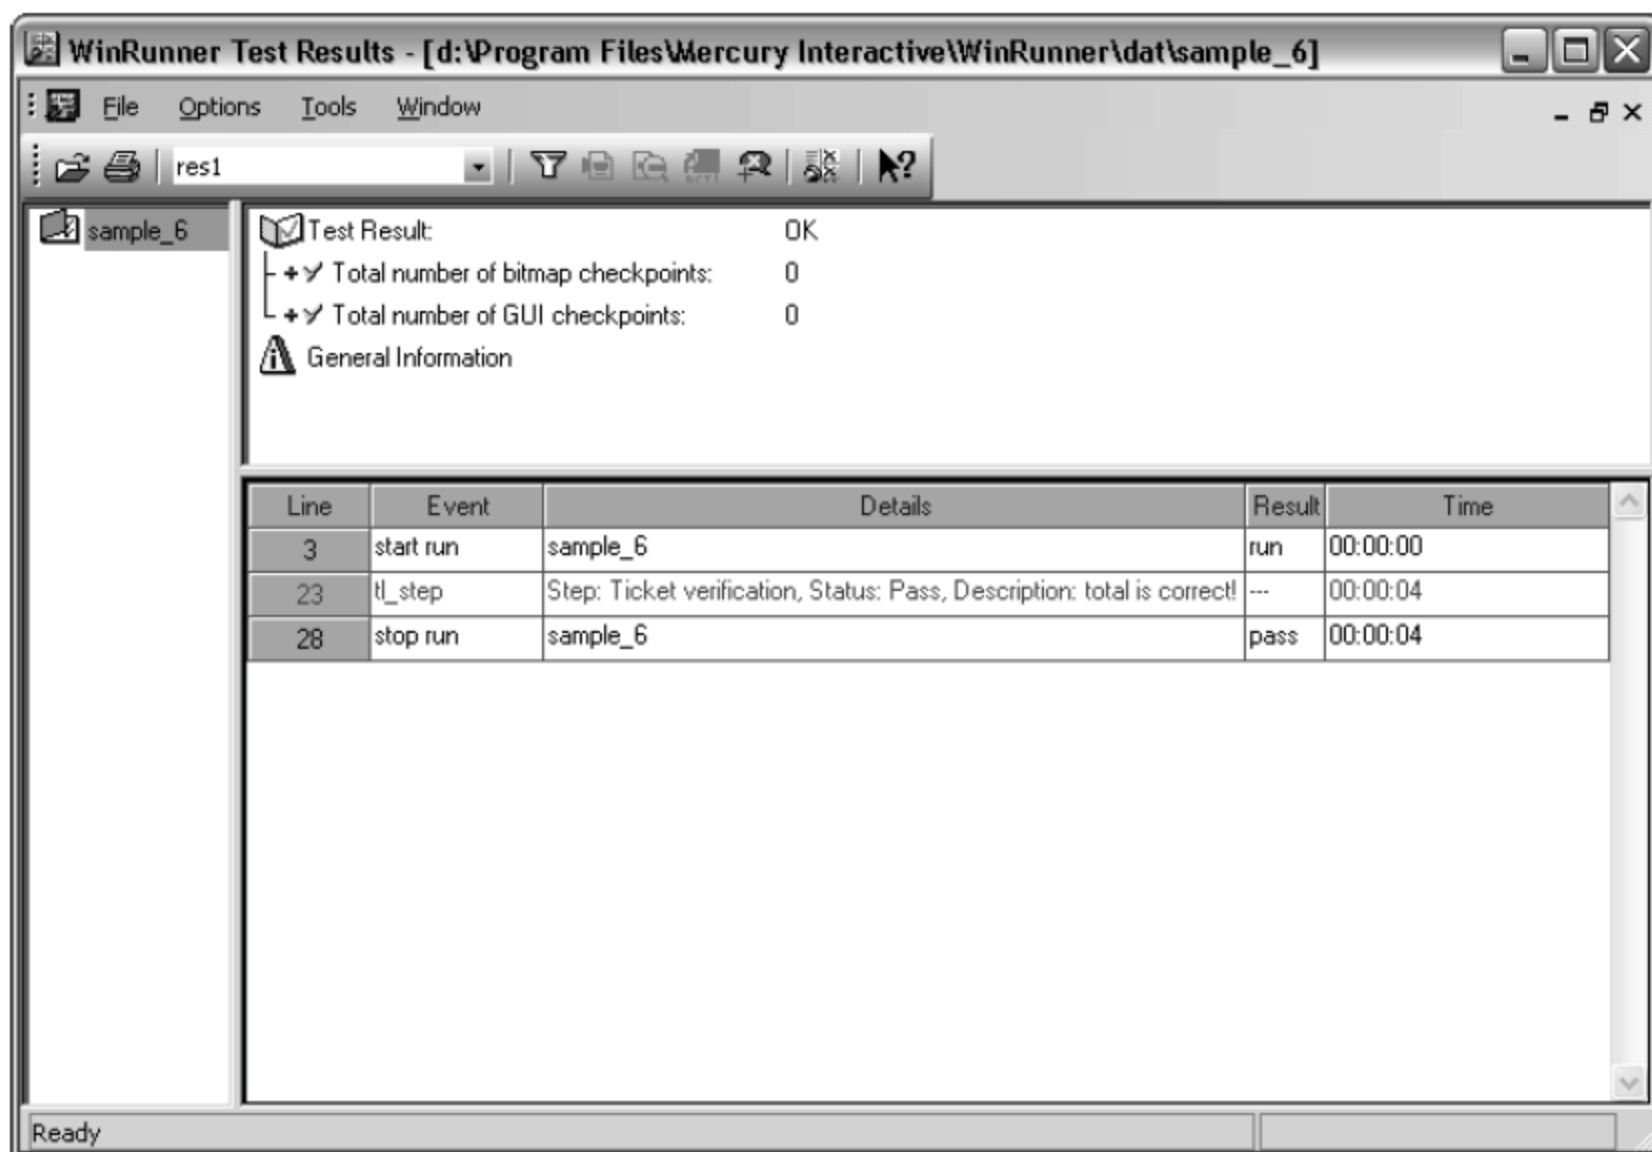 WinRunner Test Results - [d:\Program Files\Mercury Interactive\WinRunner\dat\sample_6]
File Options Tools Window
res1
sample_6
Test Result: OK
Total number of bitmap checkpoints: 0
Total number of GUI checkpoints: 0
General Information
Line Event Details Result Time
3 start run sample_6 run 00:00:00
23 tl_step Step: Ticket verification, Status: Pass, Description: total is correct! --- 00:00:04
28 stop run sample_6 pass 00:00:04
Ready